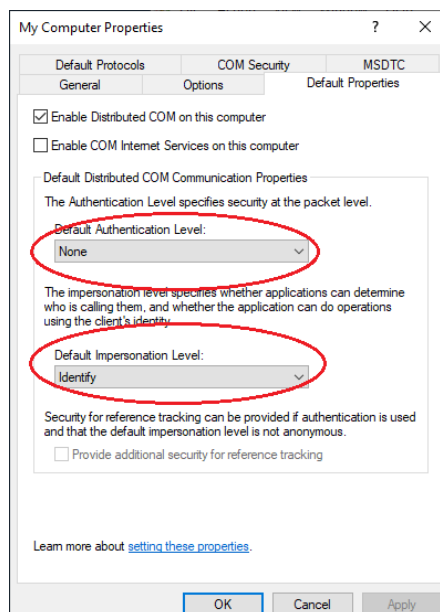 My Computer Properties ? ×
Default Protocols COM Security MSDTC
General Options Default Properties
Enable Distributed COM on this computer
Enable COM Internet Services on this computer
Default Distributed COM Communication Properties
The Authentication Level specifies security at the packet level.
Default Authentication Level:
None
The impersonation level specifies whether applications can determine
who is calling them, and whether the application can do operations
using the client's identity.
Default Impersonation Level:
Identify
Security for reference tracking can be provided if authentication is used
and that the default impersonation level is not anonymous.
Provide additional security for reference tracking
Learn more about setting these properties.
OK Cancel Apply